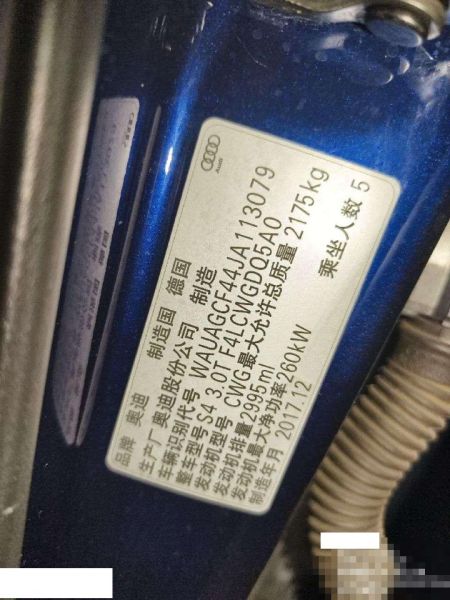 Audi
品牌 奥迪 制造国 德国
生产厂 奥迪股份公司 制造
车辆识别代号 WAUAGCF44JA113079
整车型号 S4 3.0T F4LCWGDQ5A0
发动机型号 CWG 最大允许总质量 2175kg
发动机排量 2995ml
发动机最大净功率 260kW 乘坐人数 5
制造年月 2017.12